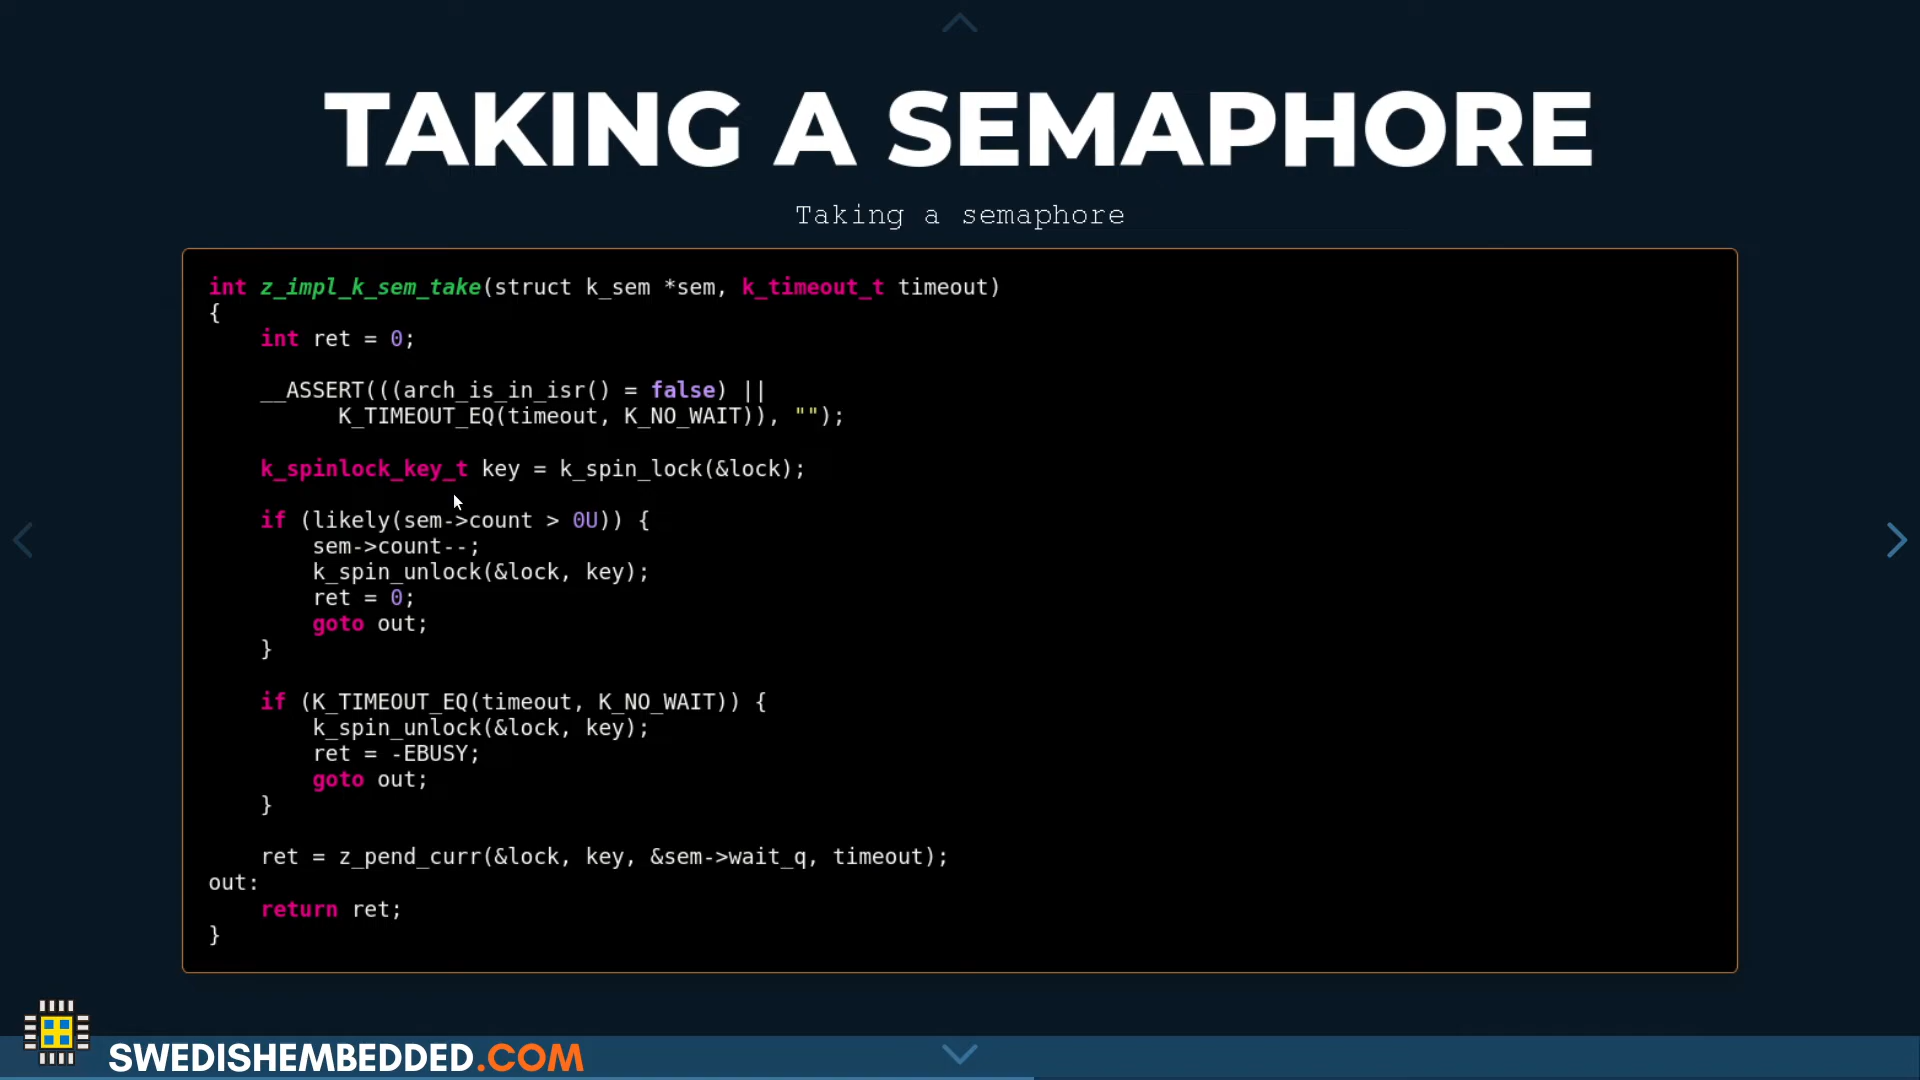 TAKING A SEMAPHORE
Taking a semaphore
int z_impl_k_sem_take(struct k_sem *sem, k_timeout_t timeout)
{
    int ret = 0;
    __ASSERT(((arch_is_in_isr() = false) ||
          K_TIMEOUT_EQ(timeout, K_NO_WAIT)), "");
    k_spinlock_key_t key = k_spin_lock(&lock);
    if (likely(sem->count > 0U)) {
        sem->count--;
        k_spin_unlock(&lock, key);
        ret = 0;
        goto out;
    }
    if (K_TIMEOUT_EQ(timeout, K_NO_WAIT)) {
        k_spin_unlock(&lock, key);
        ret = -EBUSY;
        goto out;
    }
    ret = z_pend_curr(&lock, key, &sem->wait_q, timeout);
out:
    return ret;
}
SWEDISHEMBEDDED.COM